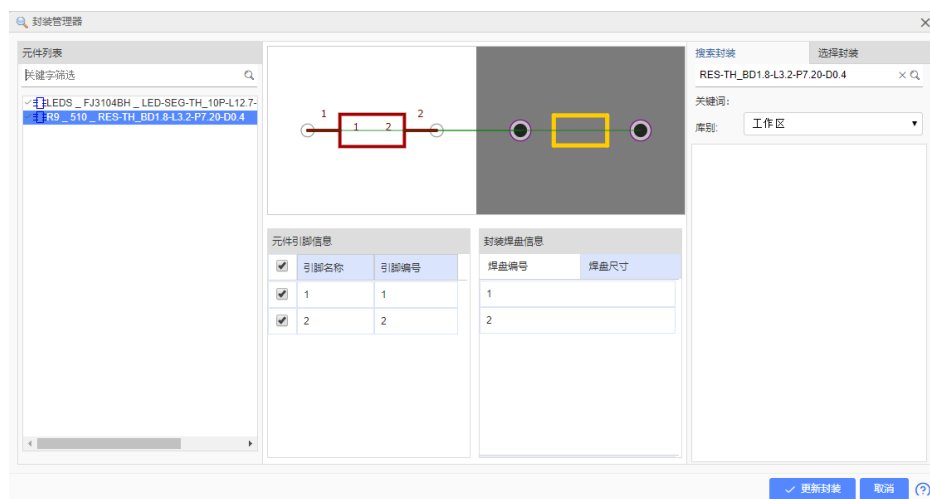 封装管理器
元件列表
关键字筛选
LEDS _ FJ3104BH _ LED-SEG-TH_10P-L12.7-
R9 _ 510 _ RES-TH_BD1.8-L3.2-P7.20-D0.4
1 2
1 2
元件引脚信息
引脚名称 引脚编号
1 1
2 2
封装焊盘信息
焊盘编号 焊盘尺寸
1
2
搜索封装 选择封装
RES-TH_BD1.8-L3.2-P7.20-D0.4
关键词:
库别: 工作区
更新封装 取消